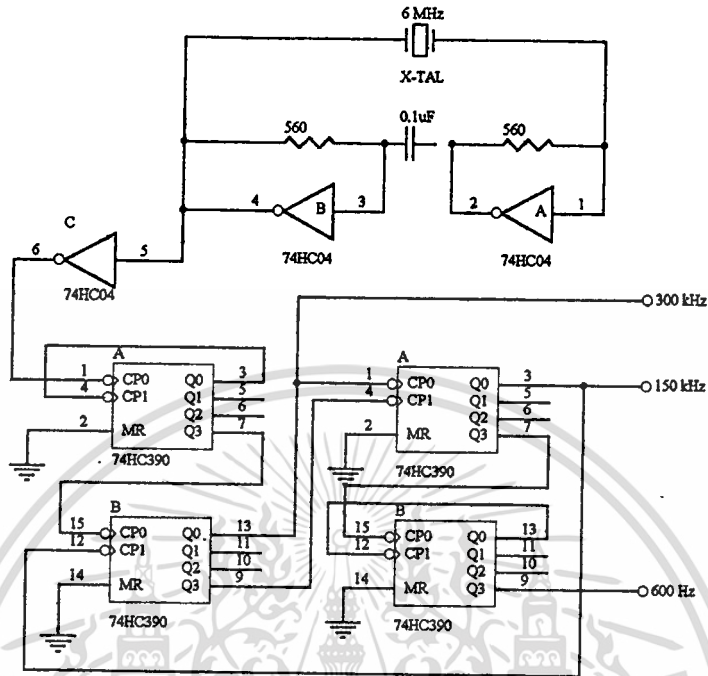 6 MHz
X-TAL
560
0.1uF
560
4
B
3
2
A
1
C
6
5
74HC04
74HC04
74HC04
300 kHz
A
1
CP0
Q0
3
4
CP1
Q1
5
Q2
6
2
MR
Q3
7
74HC390
A
1
CP0
Q0
3
150 kHz
4
CP1
Q1
5
Q2
6
2
MR
Q3
7
74HC390
B
15
CP0
Q0
13
12
CP1
Q1
11
Q2
10
14
MR
Q3
9
74HC390
B
15
CP0
Q0
13
12
CP1
Q1
11
Q2
10
14
MR
Q3
9
600 Hz
74HC390